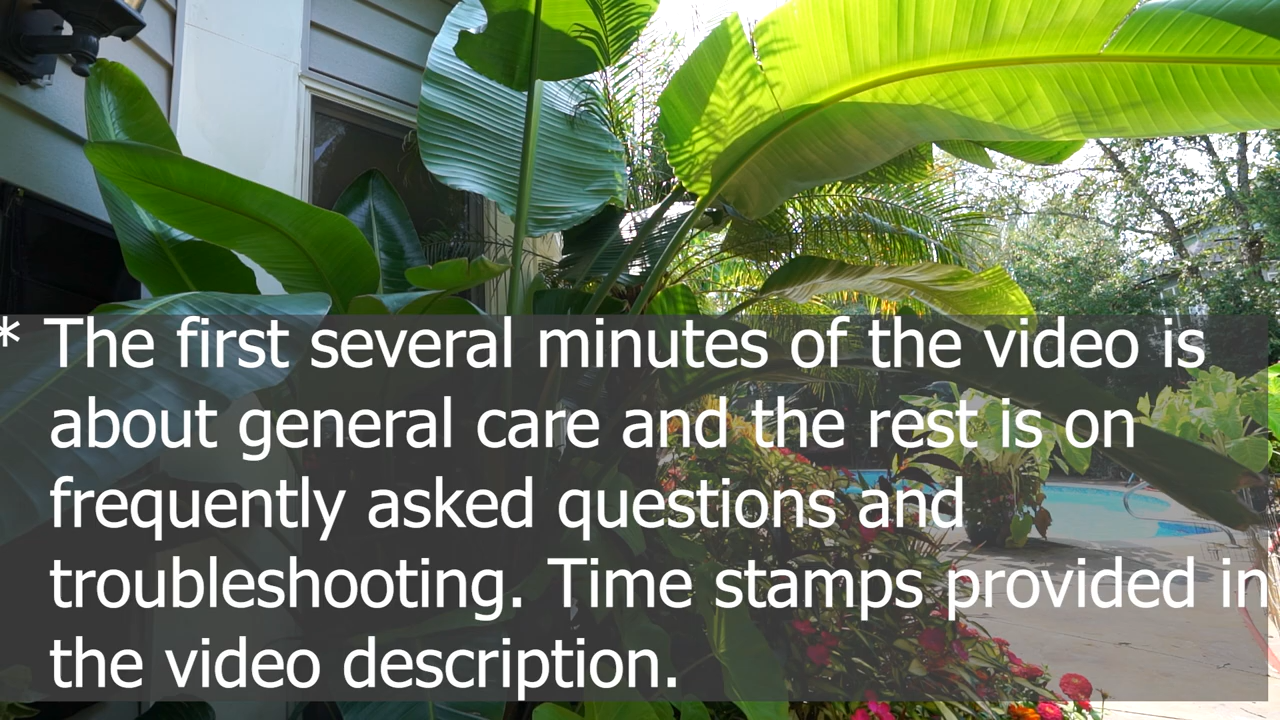 * The first several minutes of the video is
about general care and the rest is on
frequently asked questions and
troubleshooting. Time stamps provided in
the video description.